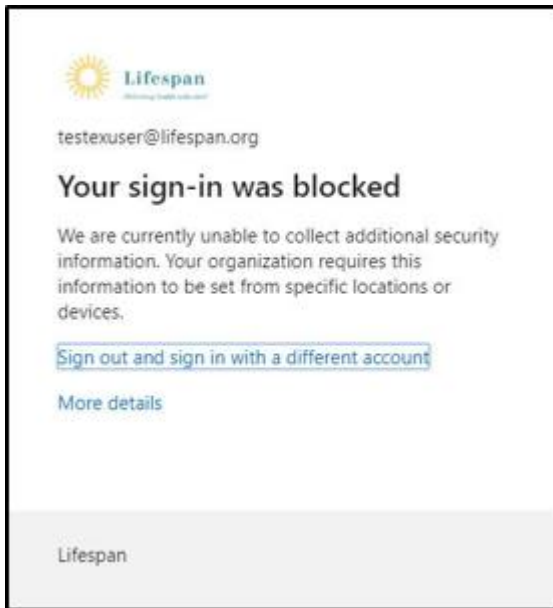 Lifespan
testexuser@lifespan.org
Your sign-in was blocked
We are currently unable to collect additional security
information. Your organization requires this
information to be set from specific locations or
devices.
Sign out and sign in with a different account
More details
Lifespan